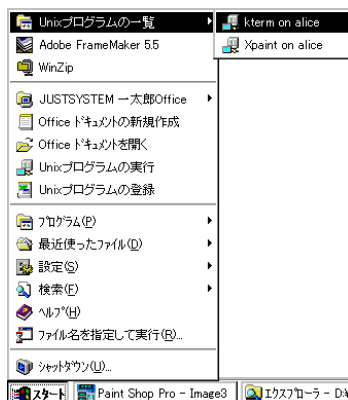 Unixプログラムの一覧
kterm on alice
Xpaint on alice
Adobe FrameMaker 5.5
WinZip
JUSTSYSTEM 一太郎Office
Office ドキュメントの新規作成
Office ドキュメントを開く
Unixプログラムの実行
Unixプログラムの登録
プログラム(P)
最近使ったファイル(D)
設定(S)
検索(F)
ヘルプ(H)
ファイル名を指定して実行(R)...
シャットダウン(U)...
スタート
Paint Shop Pro - Image3
エクスプローラ - D:¥